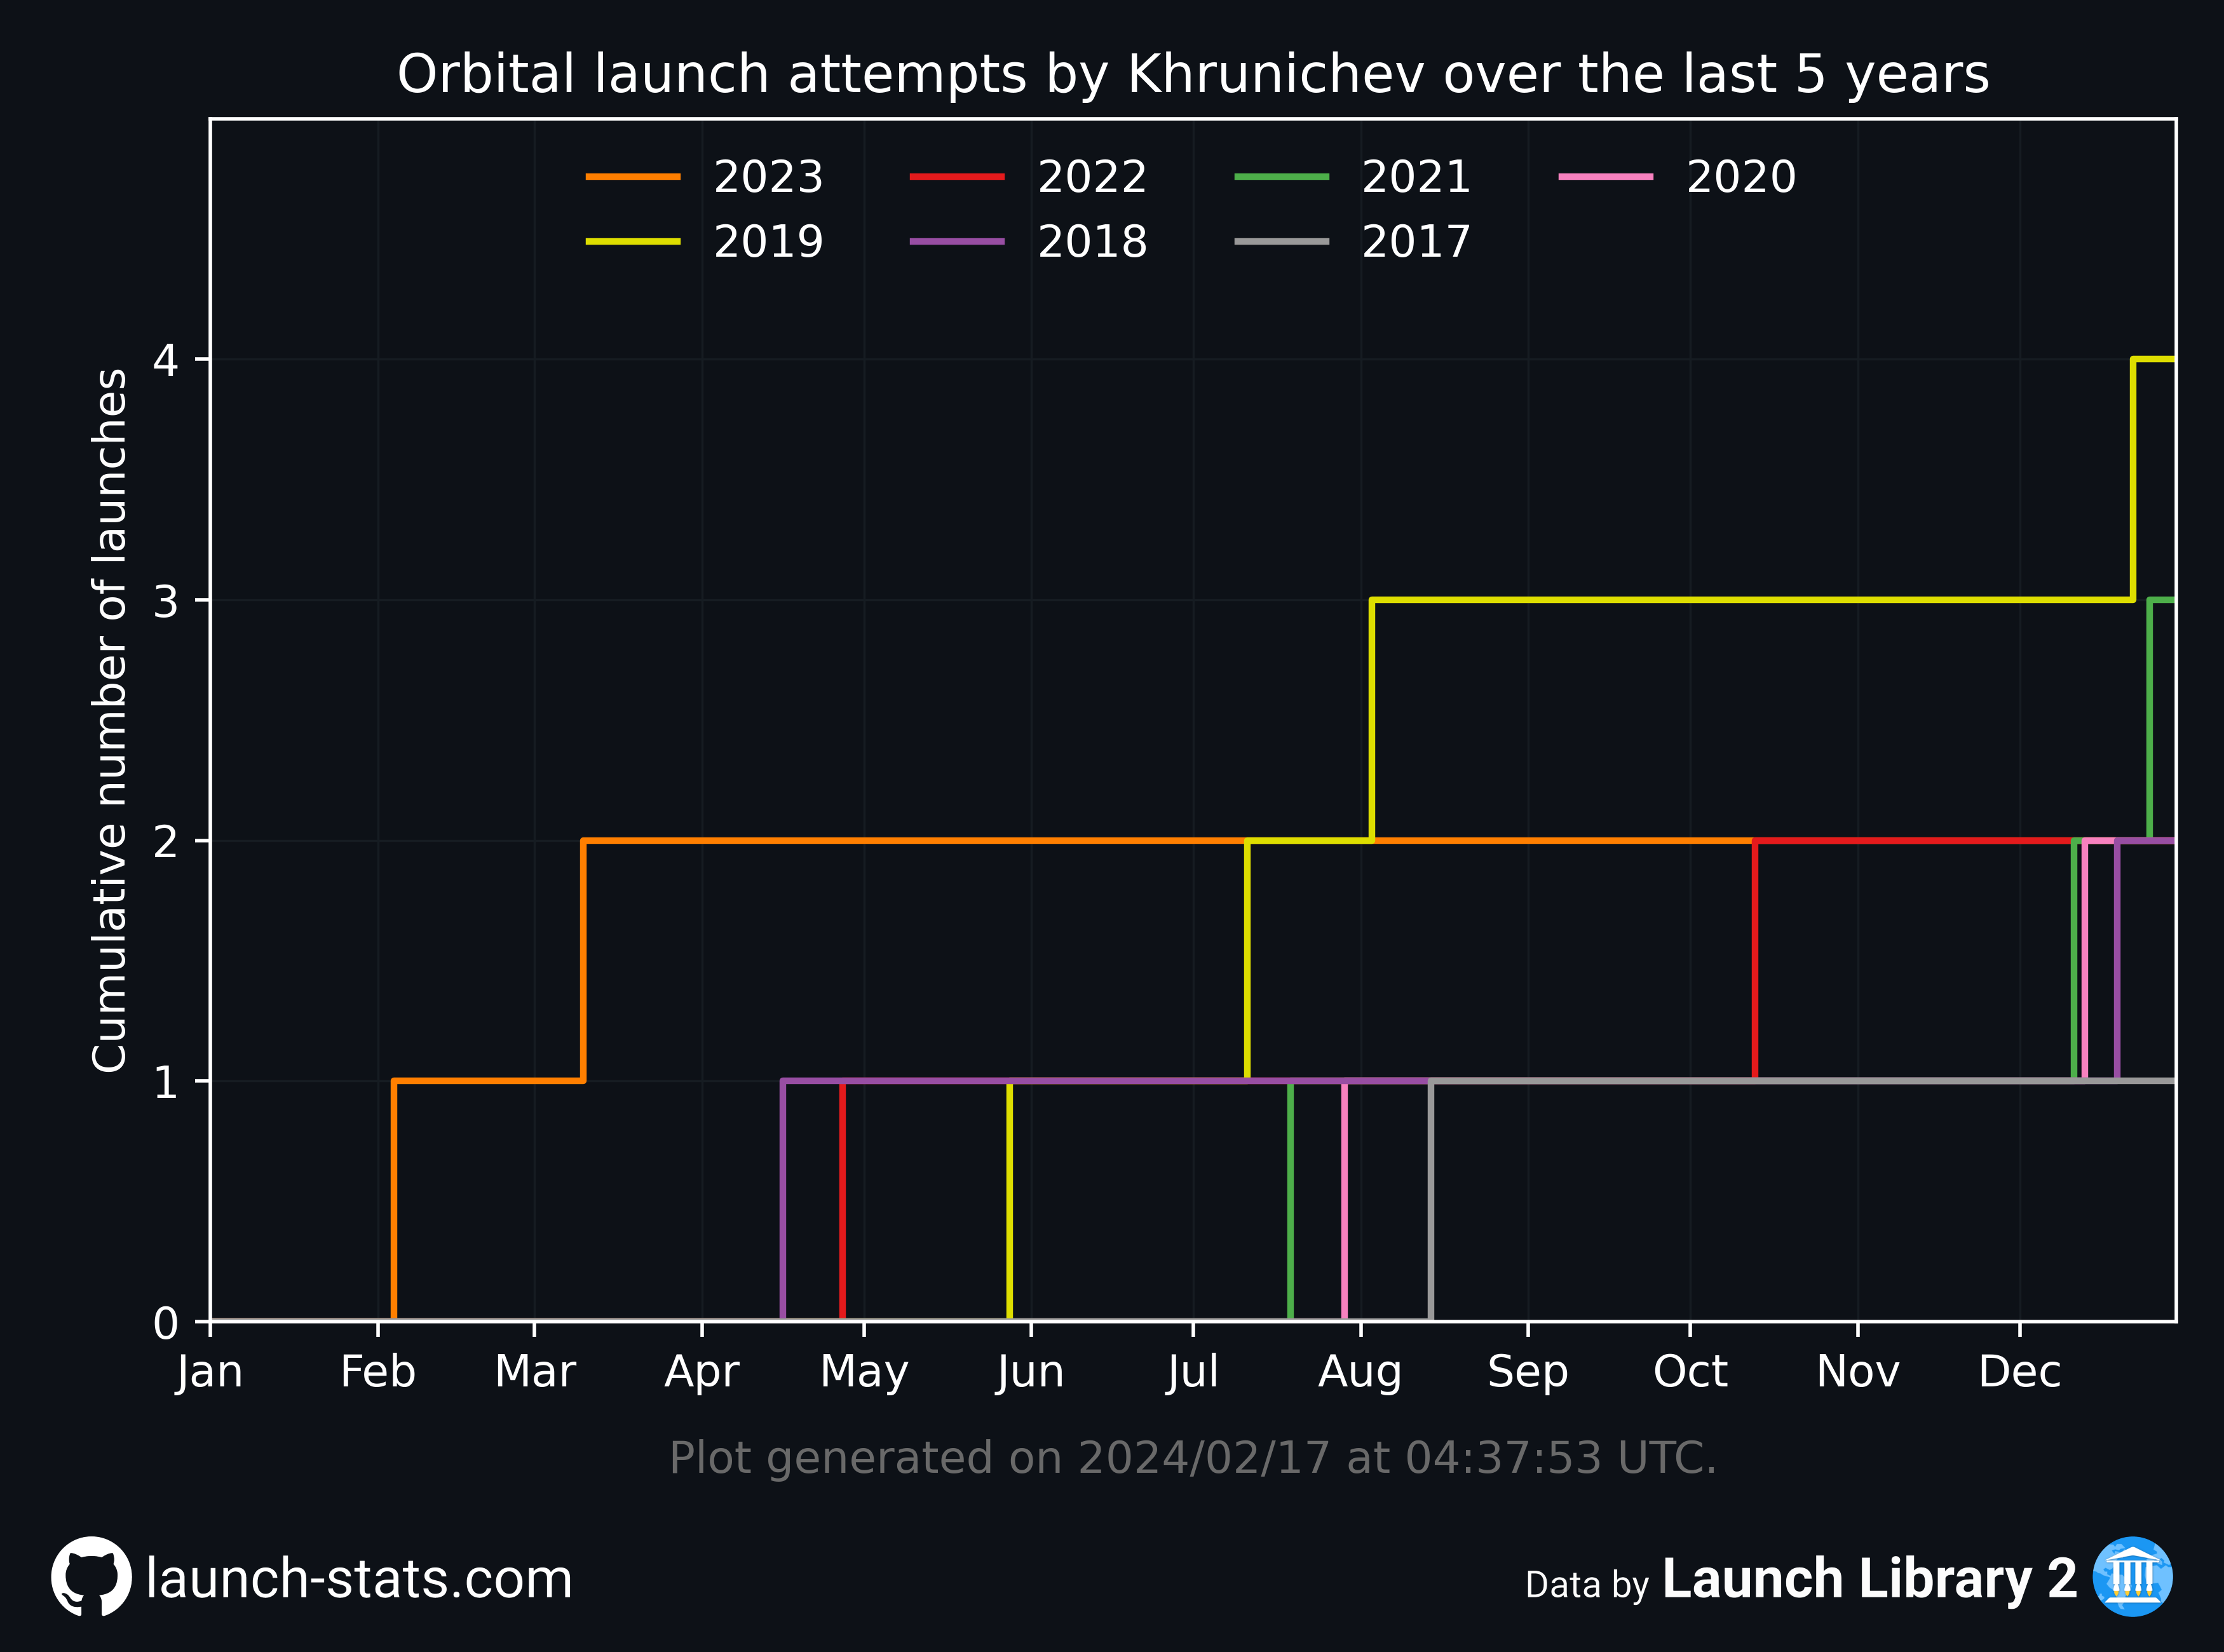 Orbital launch attempts by Khrunichev over the last 5 years
2023 2022 2021 2020
2019 2018 2017
Cumulative number of launches
4
3
2
1
0
Jan Feb Mar Apr May Jun Jul Aug Sep Oct Nov Dec
Plot generated on 2024/02/17 at 04:37:53 UTC.
launch-stats.com
Data by Launch Library 2